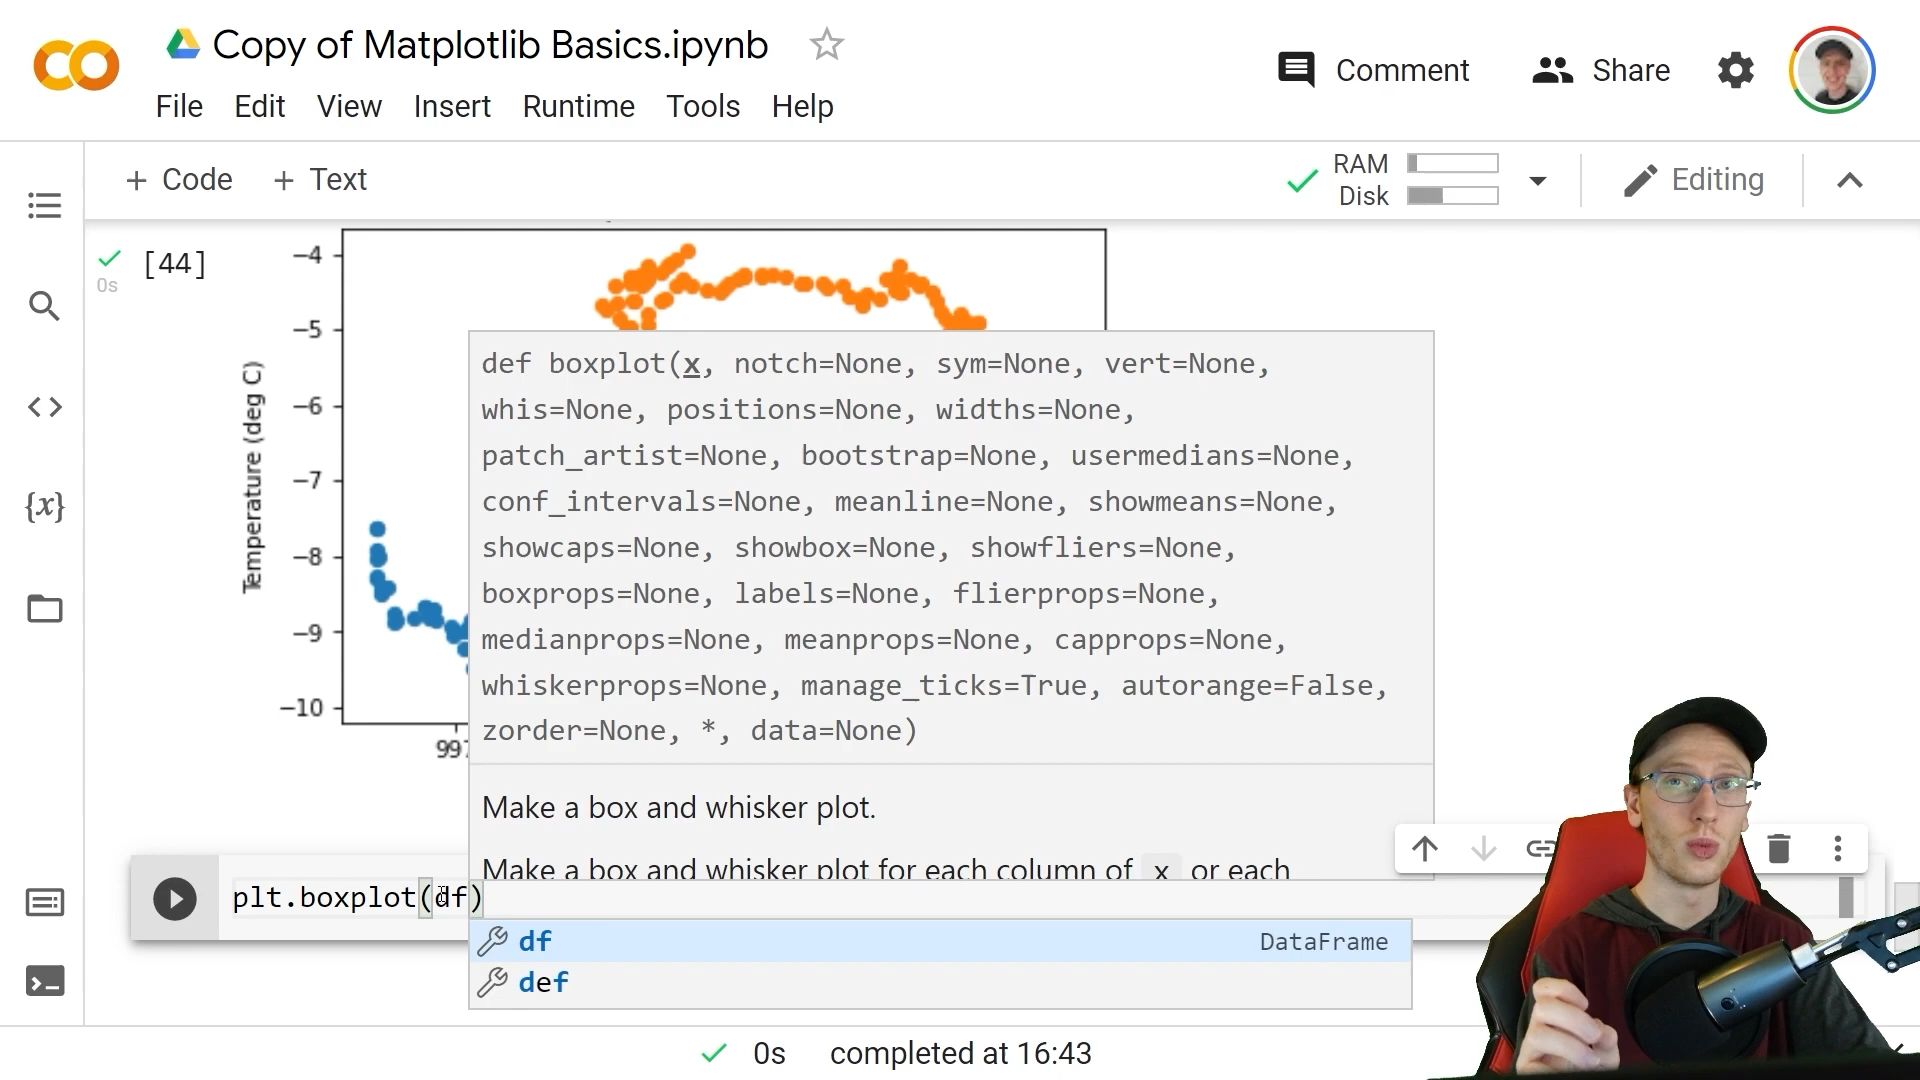 Copy of Matplotlib Basics.ipynb
File Edit View Insert Runtime Tools Help
Comment
Share
+ Code + Text
RAM
Disk
Editing
[44]
0s
−4
−5
−6
−7
−8
−9
−10
Temperature (deg C)
997
def boxplot(x, notch=None, sym=None, vert=None,
whis=None, positions=None, widths=None,
patch_artist=None, bootstrap=None, usermedians=None,
conf_intervals=None, meanline=None, showmeans=None,
showcaps=None, showbox=None, showfliers=None,
boxprops=None, labels=None, flierprops=None,
medianprops=None, meanprops=None, capprops=None,
whiskerprops=None, manage_ticks=True, autorange=False,
zorder=None, *, data=None)
Make a box and whisker plot.
Make a box and whisker plot for each column of x or each
plt.boxplot(df)
df DataFrame
def
0s completed at 16:43